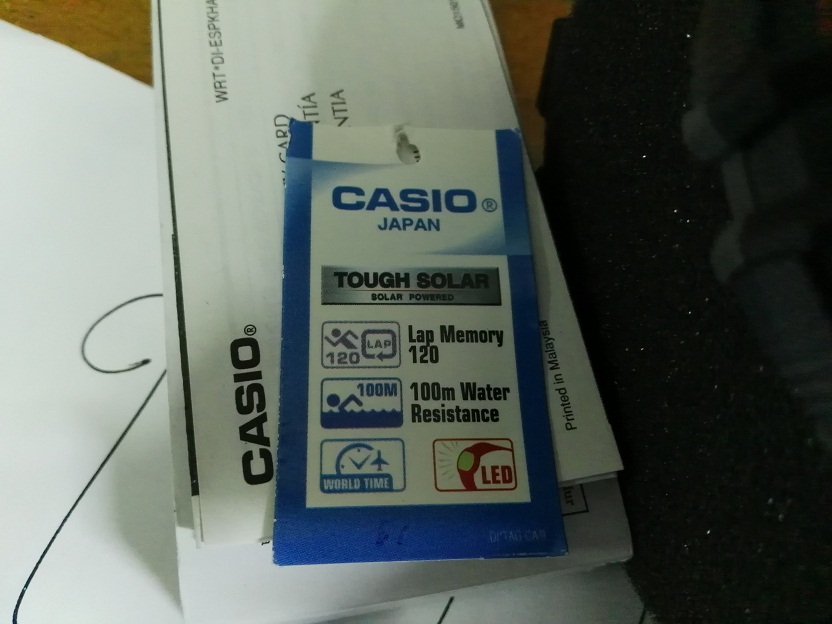 WRT*DI-ESPKHA
CARD
TÍA
NTIA
CASIO®
JAPAN
TOUGH SOLAR
SOLAR POWERED
120
LAP
Lap Memory
120
100M
100m Water
Resistance
WORLD TIME
LED
CASIO®
Printed in Malaysia